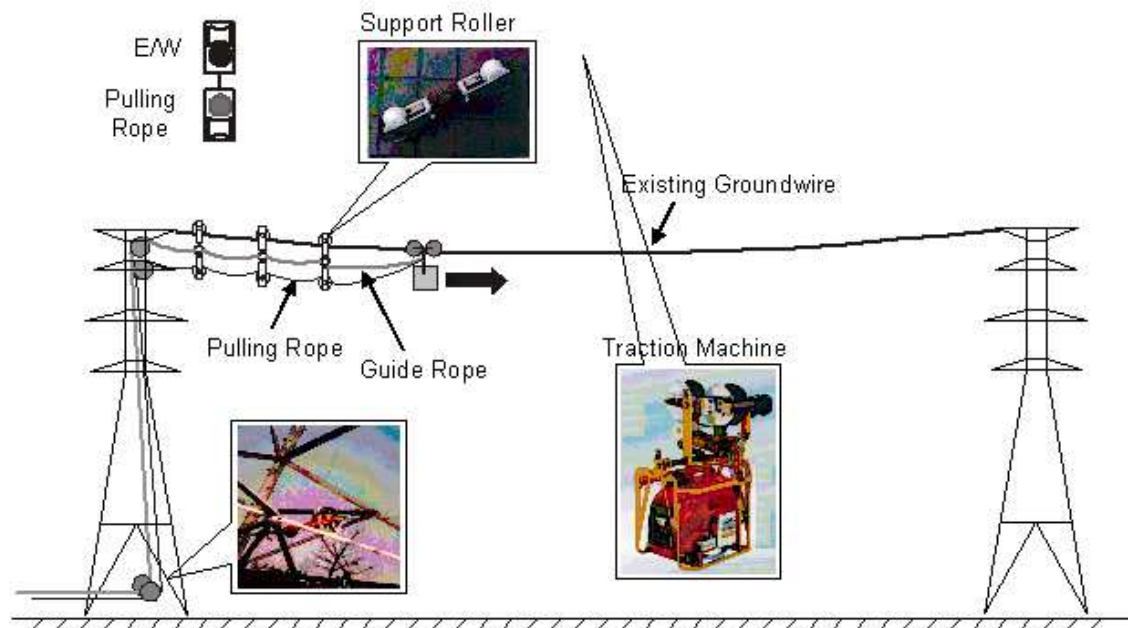 Support Roller
E/W
Pulling
Rope
Existing Groundwire
Pulling Rope
Guide Rope
Traction Machine